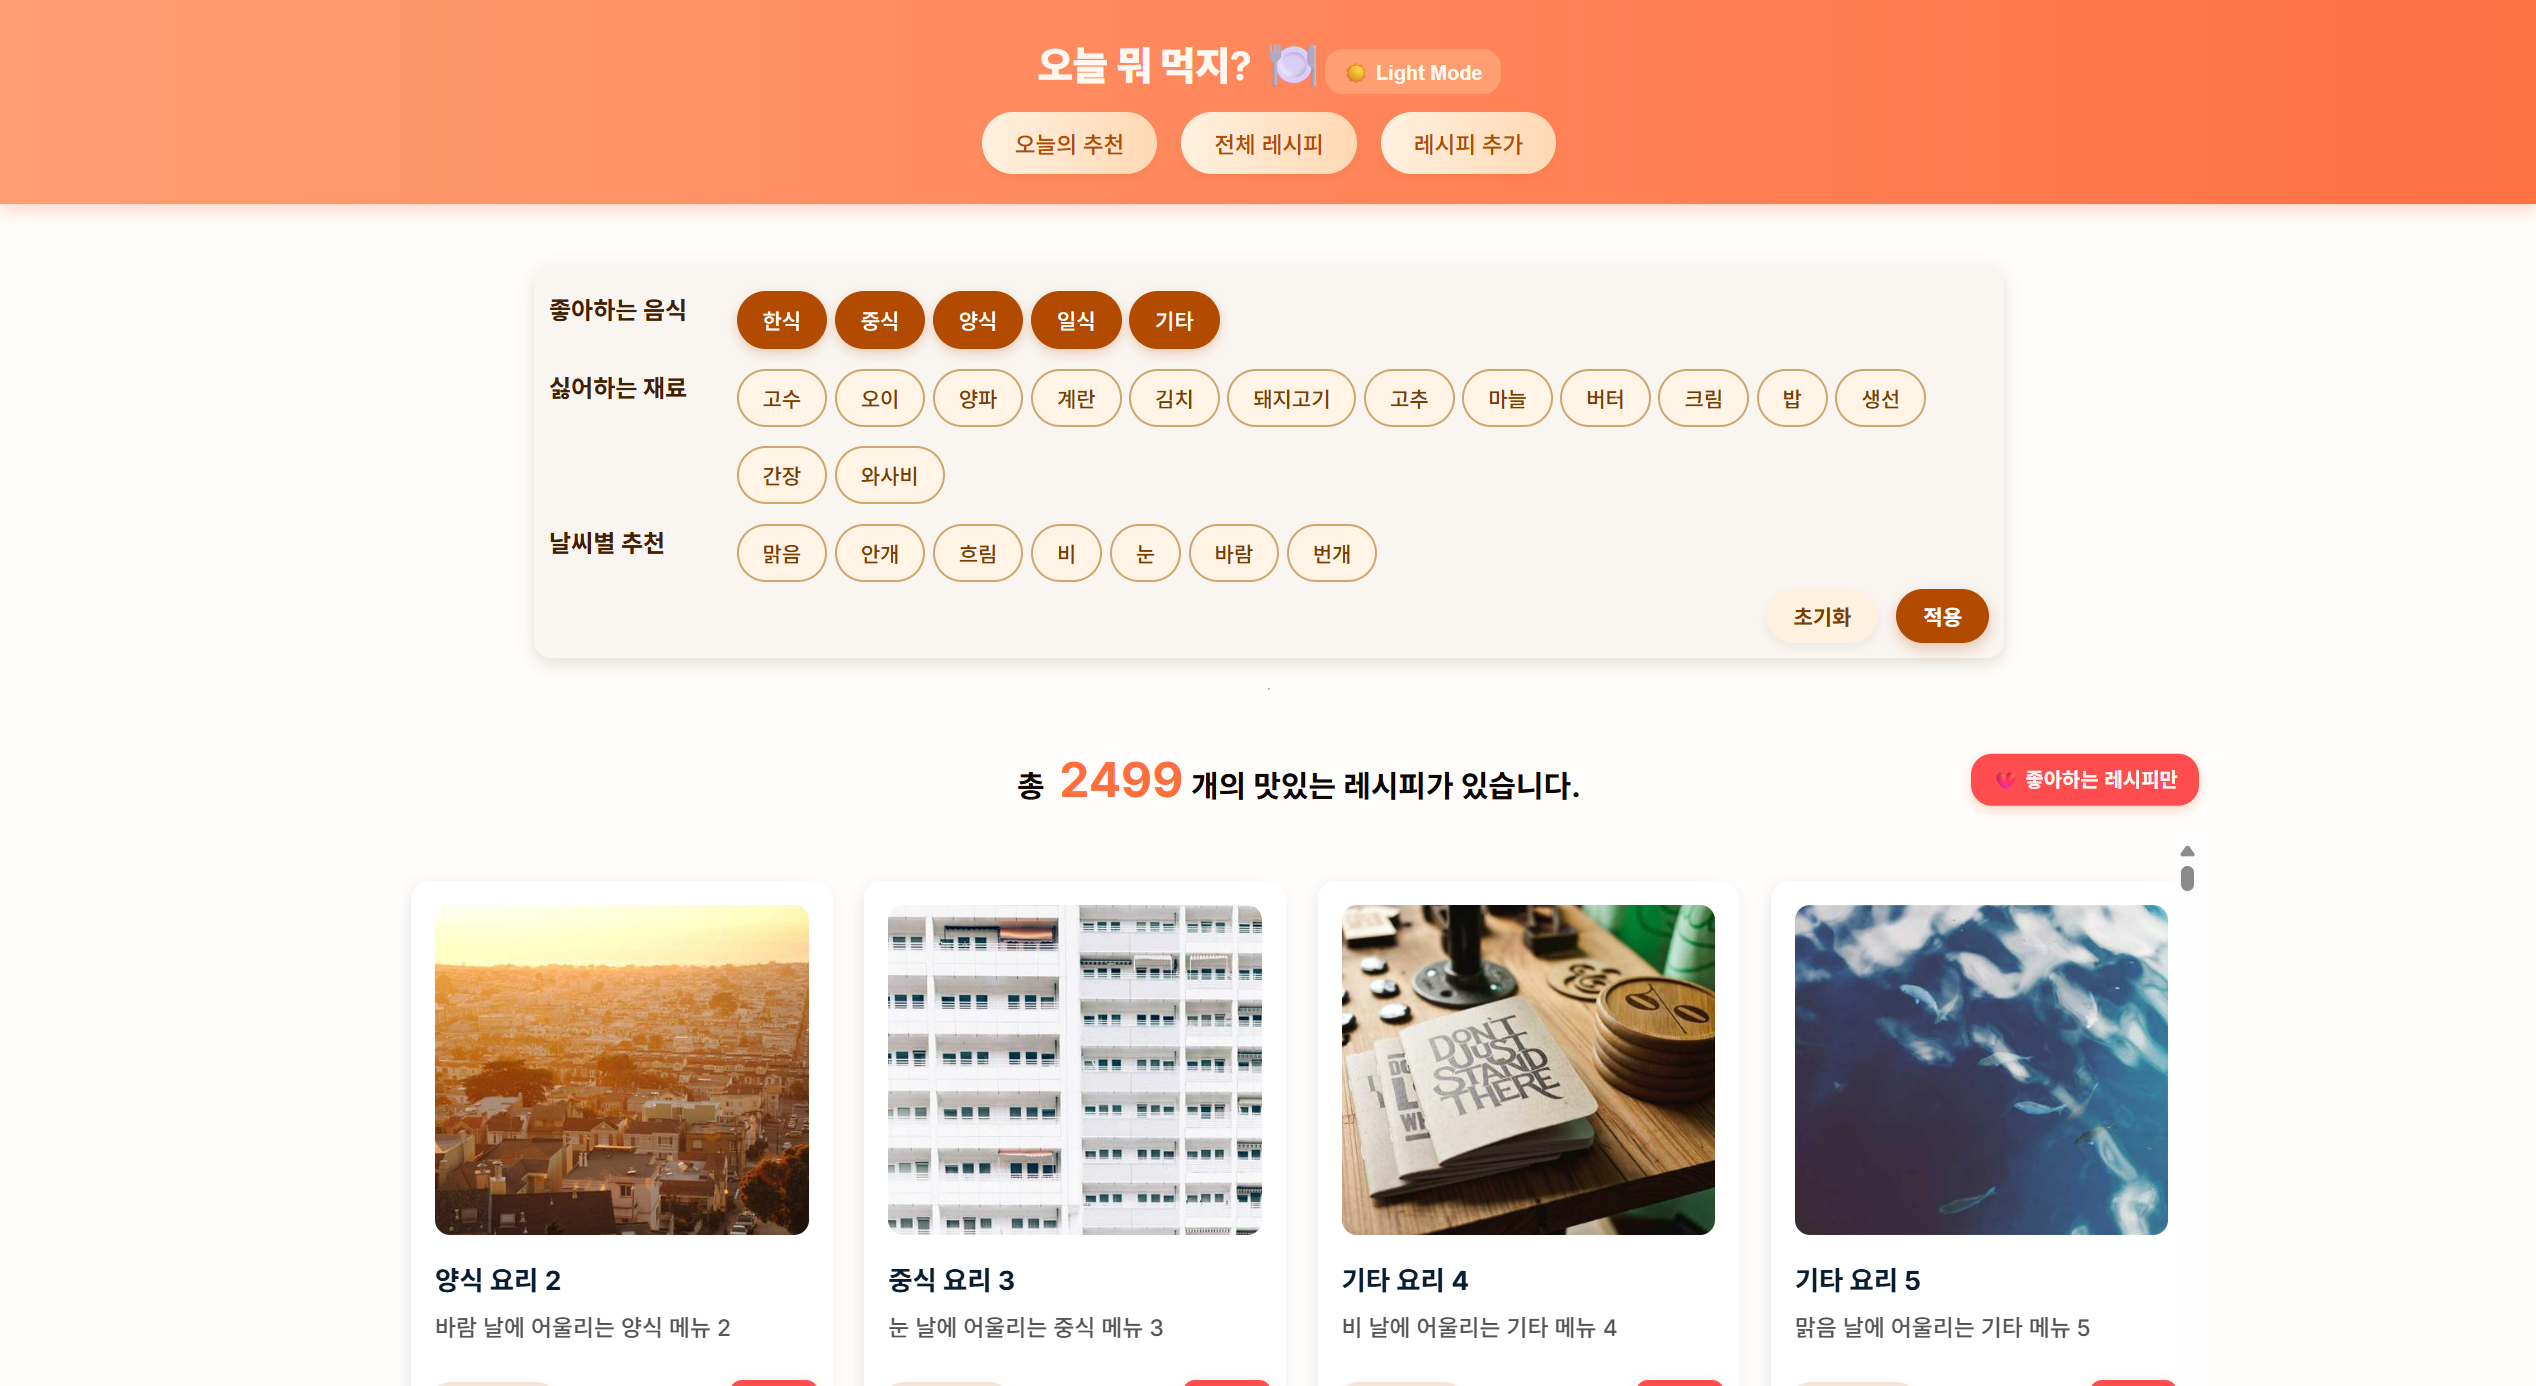 오늘 뭐 먹지? 🍽️ 🌞 Light Mode
오늘의 추천 전체 레시피 레시피 추가
좋아하는 음식 한식 중식 양식 일식 기타
싫어하는 재료 고수 오이 양파 계란 김치 돼지고기 고추 마늘 버터 크림 밥 생선
간장 와사비
날씨별 추천 맑음 안개 흐림 비 눈 바람 번개
초기화 적용
총 2499 개의 맛있는 레시피가 있습니다. 💗 좋아하는 레시피만
DON'T
JUST
STAND
THERE
양식 요리 2 중식 요리 3 기타 요리 4 기타 요리 5
바람 날에 어울리는 양식 메뉴 2 눈 날에 어울리는 중식 메뉴 3 비 날에 어울리는 기타 메뉴 4 맑음 날에 어울리는 기타 메뉴 5